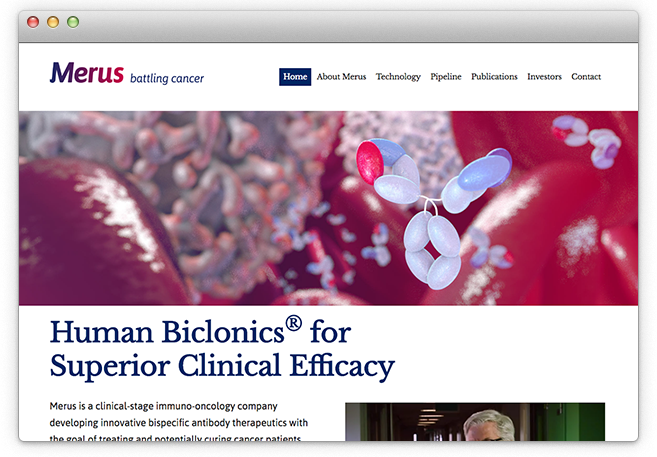 Merus battling cancer
Home About Merus Technology Pipeline Publications Investors Contact
Human Biclonics® for
Superior Clinical Efficacy
Merus is a clinical-stage immuno-oncology company
developing innovative bispecific antibody therapeutics with
the goal of treating and potentially curing cancer patients